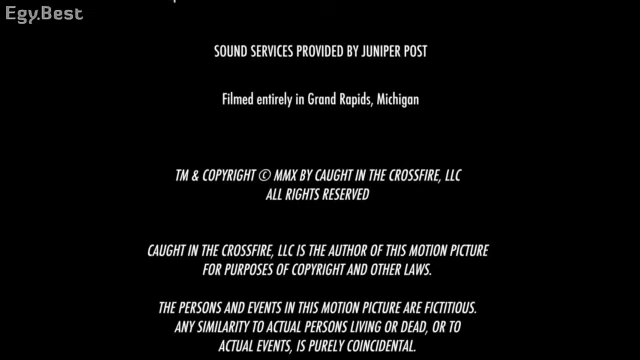 Egy.Best
SOUND SERVICES PROVIDED BY JUNIPER POST
Filmed entirely in Grand Rapids, Michigan
TM & COPYRIGHT © MMX BY CAUGHT IN THE CROSSFIRE, LLC
ALL RIGHTS RESERVED
CAUGHT IN THE CROSSFIRE, LLC IS THE AUTHOR OF THIS MOTION PICTURE
FOR PURPOSES OF COPYRIGHT AND OTHER LAWS.
THE PERSONS AND EVENTS IN THIS MOTION PICTURE ARE FICTITIOUS.
ANY SIMILARITY TO ACTUAL PERSONS LIVING OR DEAD, OR TO
ACTUAL EVENTS, IS PURELY COINCIDENTAL.